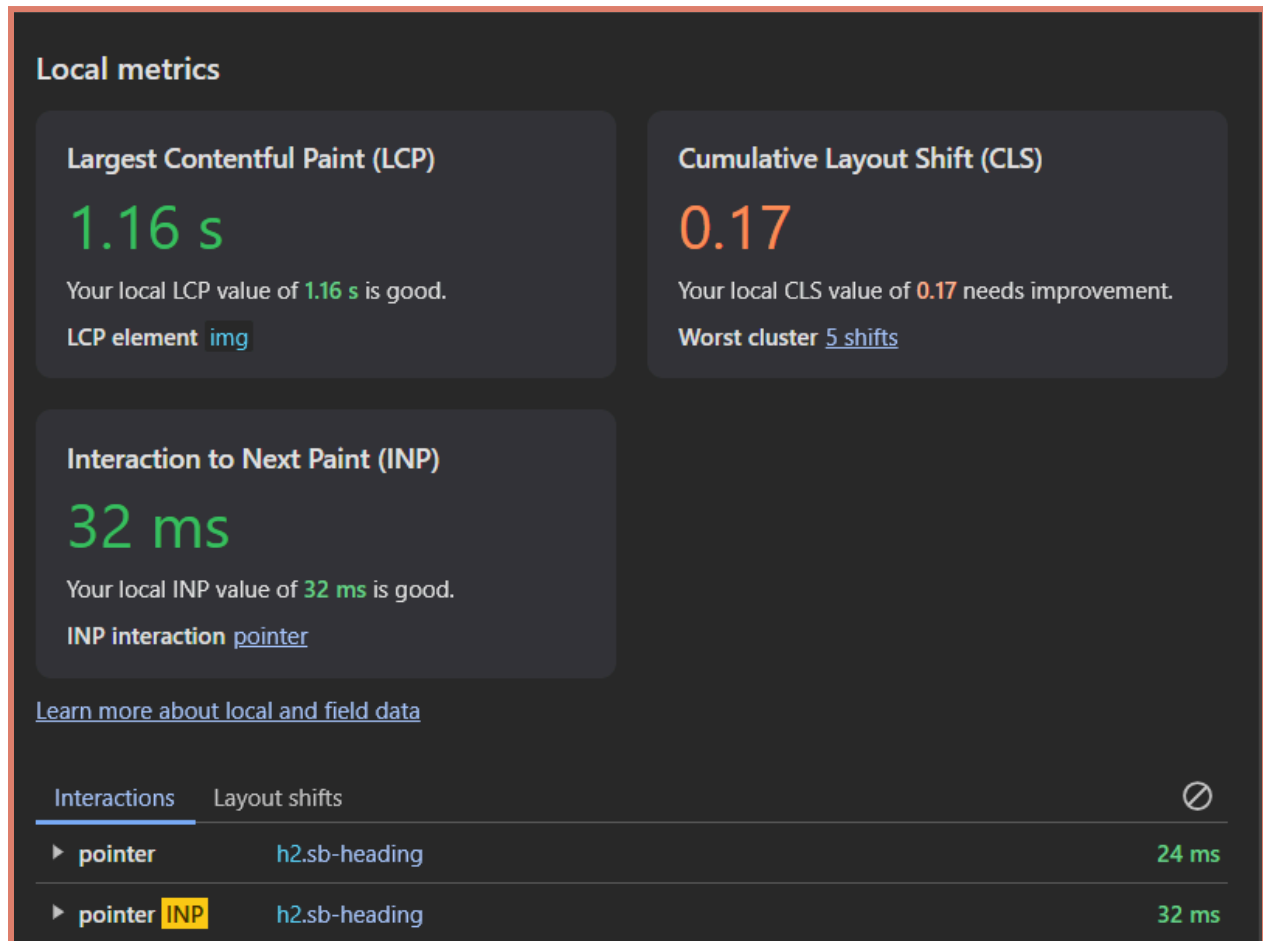 Local metrics
Largest Contentful Paint (LCP)
1.16 s
Your local LCP value of 1.16 s is good.
LCP element img
Cumulative Layout Shift (CLS)
0.17
Your local CLS value of 0.17 needs improvement.
Worst cluster 5 shifts
Interaction to Next Paint (INP)
32 ms
Your local INP value of 32 ms is good.
INP interaction pointer
Learn more about local and field data
Interactions Layout shifts
pointer h2.sb-heading 24 ms
pointer INP h2.sb-heading 32 ms